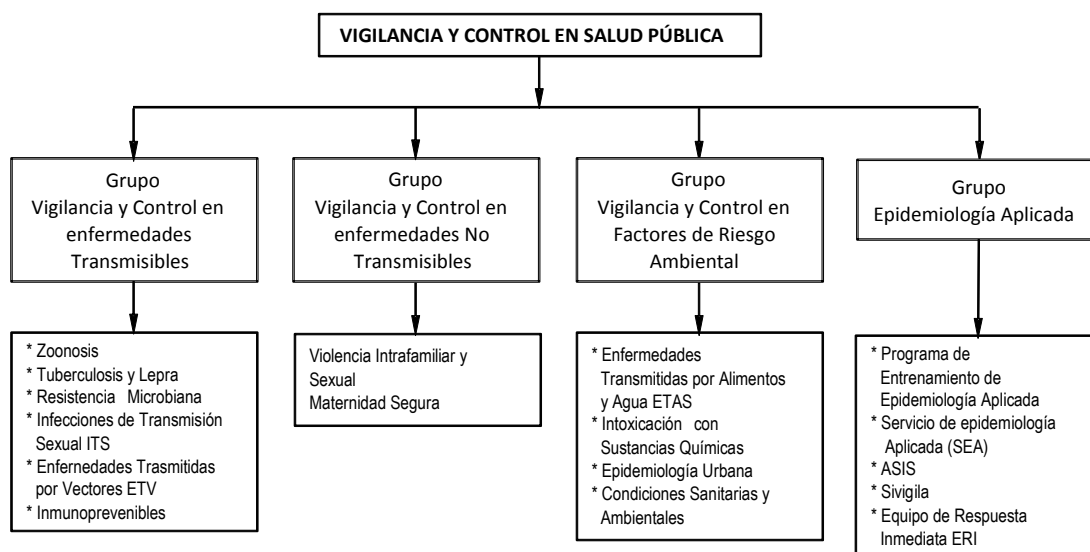 VIGILANCIA Y CONTROL EN SALUD PÚBLICA
Grupo
Vigilancia y Control en
enfermedades
Transmisibles
Grupo
Vigilancia y Control en
enfermedades No
Transmisibles
Grupo
Vigilancia y Control en
Factores de Riesgo
Ambiental
Grupo
Epidemiología Aplicada
* Zoonosis
* Tuberculosis y Lepra
* Resistencia Microbiana
* Infecciones de Transmisión
Sexual ITS
* Enfernedades Trasmitidas
por Vectores ETV
* Inmunoprevenibles
Violencia Intrafamiliar y
Sexual
Maternidad Segura
* Enfermedades
Transmitidas por Alimentos
y Agua ETAS
* Intoxicación con
Sustancias Químicas
* Epidemiología Urbana
* Condiciones Sanitarias y
Ambientales
* Programa de
Entrenamiento de
Epidemiología Aplicada
* Servicio de epidemiología
Aplicada (SEA)
* ASIS
* Sivigila
* Equipo de Respuesta
Inmediata ERI